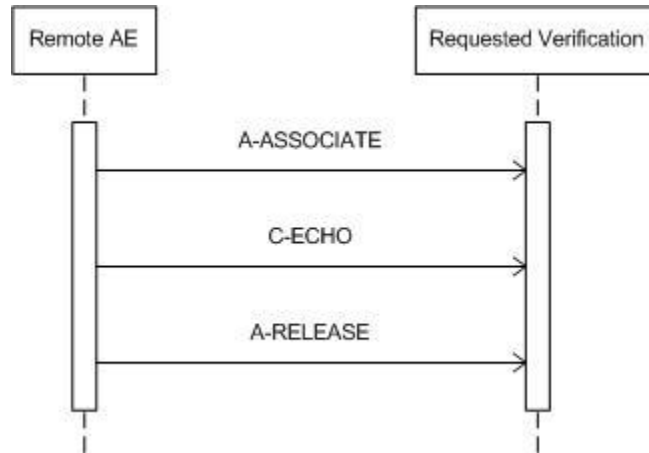 Remote AE
Requested Verification
A-ASSOCIATE
C-ECHO
A-RELEASE